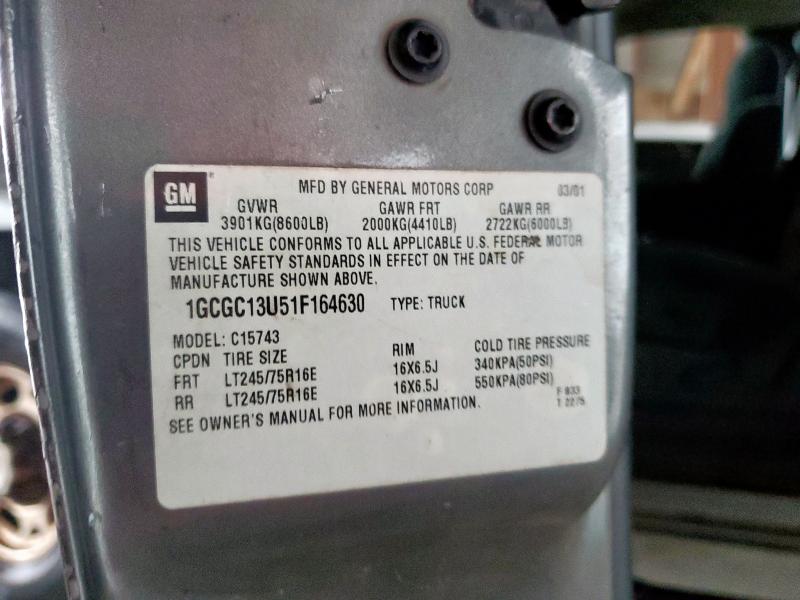 GM MFD BY GENERAL MOTORS CORP 03/01
GVWR GAWR FRT GAWR RR
3901KG(8600LB) 2000KG(4410LB) 2722KG(6000LB)
THIS VEHICLE CONFORMS TO ALL APPLICABLE U.S. FEDERAL MOTOR
VEHICLE SAFETY STANDARDS IN EFFECT ON THE DATE OF
MANUFACTURE SHOWN ABOVE.
1GCGC13U51F164630 TYPE: TRUCK
MODEL: C15743
CPDN TIRE SIZE RIM COLD TIRE PRESSURE
FRT LT245/75R16E 16X6.5J 340KPA(50PSI)
RR LT245/75R16E 16X6.5J 550KPA(80PSI)
SEE OWNER'S MANUAL FOR MORE INFORMATION.
F 933
T 2275